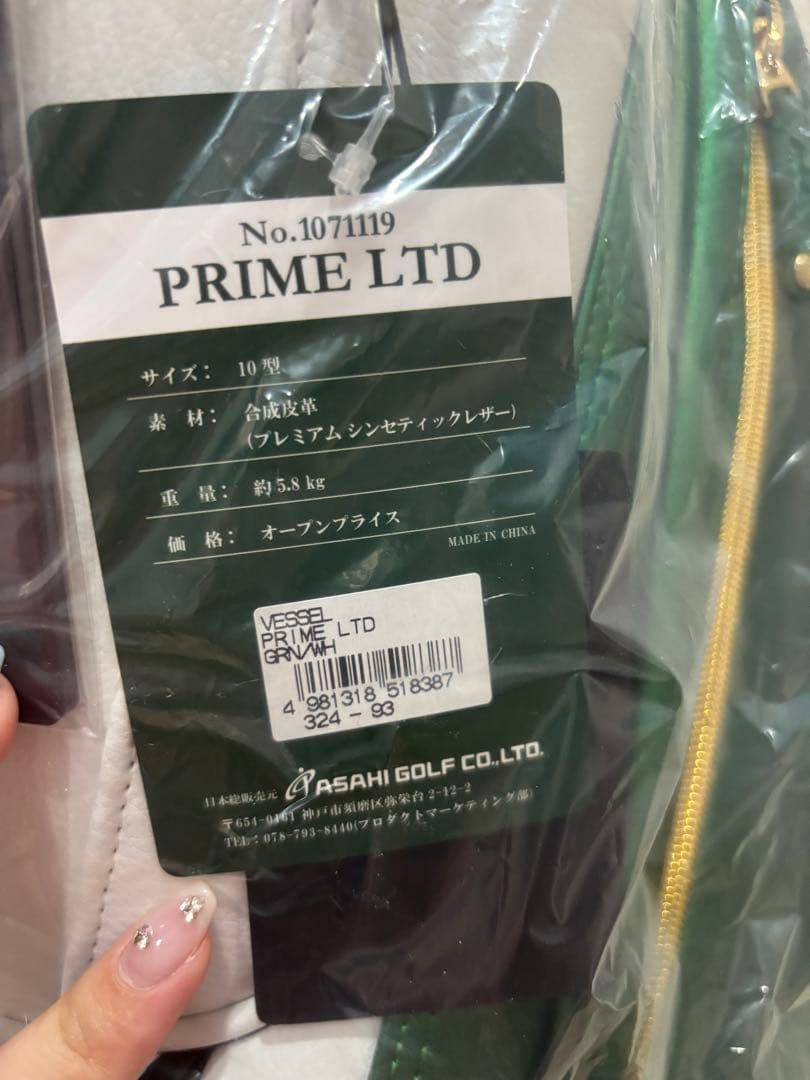 No.1071119
PRIME LTD
サイズ： 10 型
素 材： 合成皮革
(プレミアム シンセティックレザー)
重 量： 約 5.8 kg
価 格： オープンプライス
MADE IN CHINA
VESSEL
PRIME LTD
GRN/WH
4 981318 518387
324 - 93
日本総販売元 ASAHI GOLF CO.,LTD.
〒654-0161 神戸市須磨区弥栄台 2-12-2
TEL：078-793-8440(プロダクトマーケティング部)